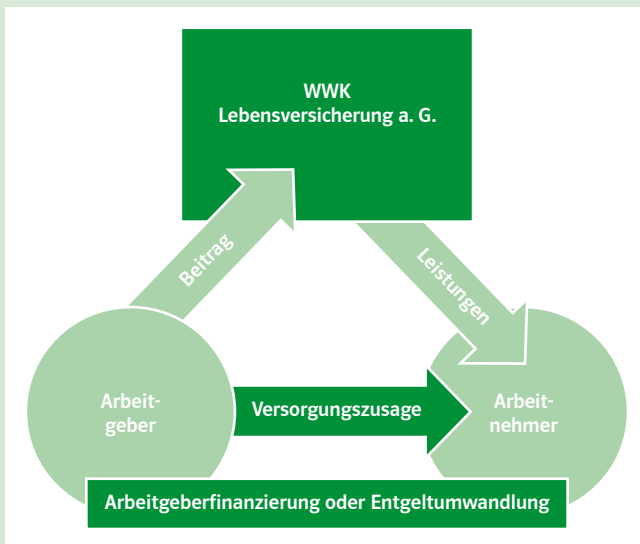 WWK
Lebensversicherung a. G.
Beitrag
Leistungen
Arbeit-
geber
Versorgungszusage
Arbeit-
nehmer
Arbeitgeberfinanzierung oder Entgeltumwandlung